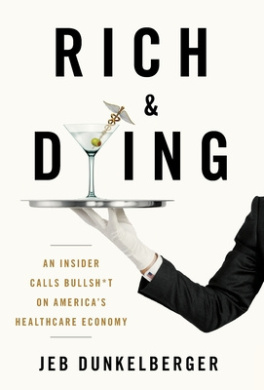 RICH
&
DYING
AN INSIDER
CALLS BULLSH*T
ON AMERICA'S
HEALTHCARE ECONOMY
JEB DUNKELBERGER